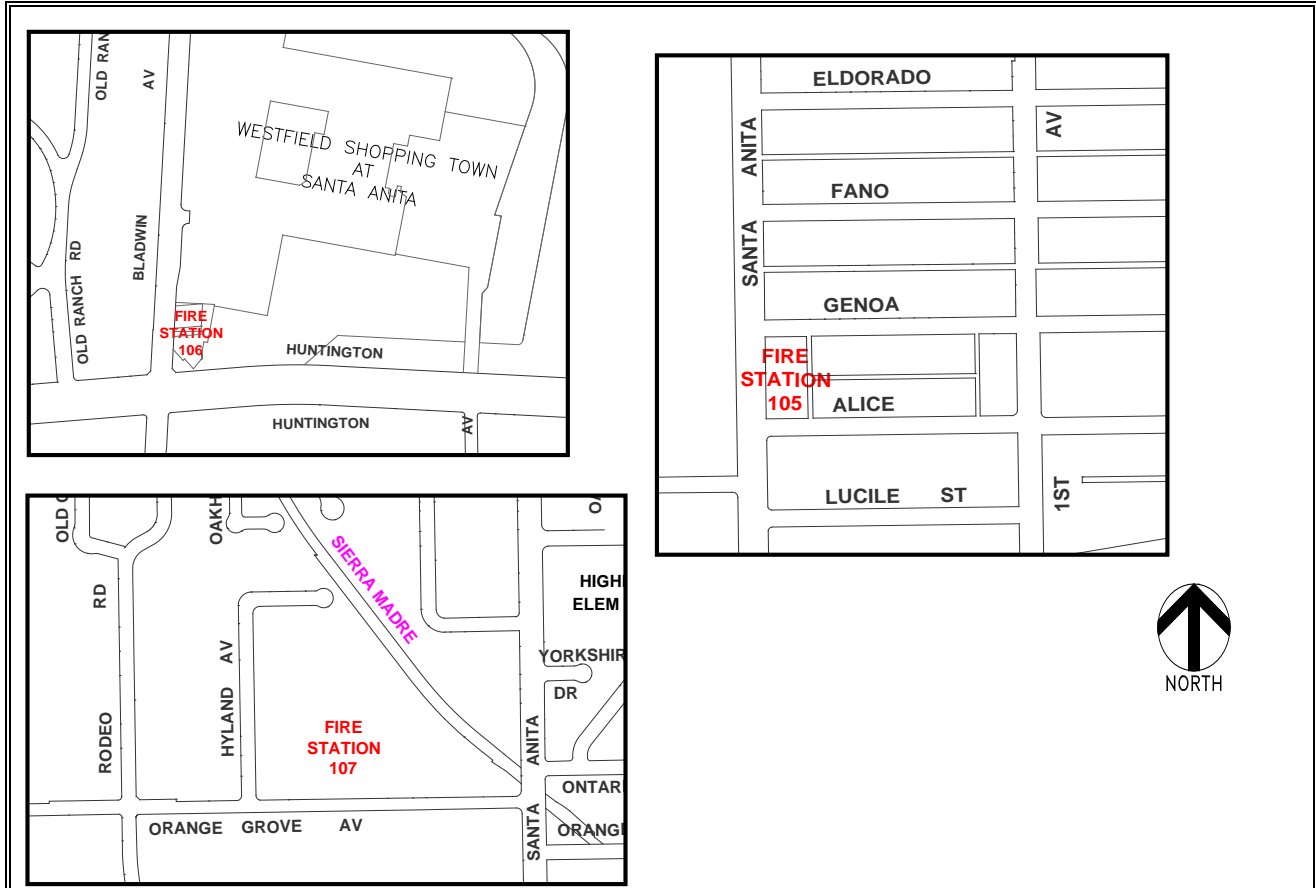 OLD RAN
AV
WESTFIELD SHOPPING TOWN
AT
SANTA ANITA
BLADWIN
OLD RANCH RD
FIRE
STATION
106
HUNTINGTON
HUNTINGTON
AV
ELDORADO
SANTA ANITA
AV
FANO
GENOA
FIRE
STATION
105
ALICE
LUCILE ST
1ST
OLD
OAKH
SIERRA MADRE
HIGH
ELEM
RD
HYLAND AV
YORKSHIR
DR
RODEO
FIRE
STATION
107
SANTA ANITA
ONTAR
ORANGE GROVE AV
ORANG
NORTH